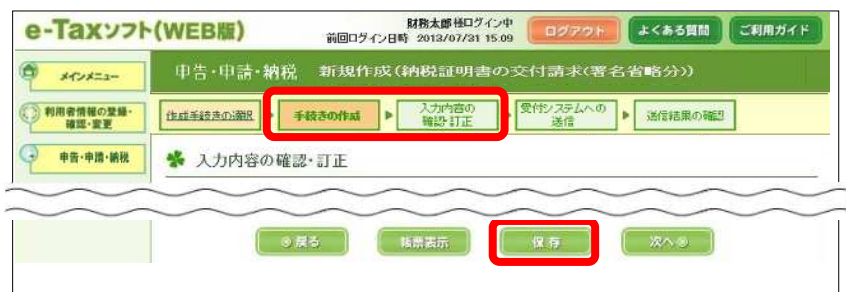 e-Taxソフト(WEB版)
財務太郎 様ログイン中
前回ログイン日時 2013/07/31 15:09
ログアウト
よくある質問
ご利用ガイド
メインメニュー
利用者情報の登録・
確認・変更
申告・申請・納税
申告・申請・納税 新規作成(納税証明書の交付請求(署名省略分))
作成手続きの選択
手続きの作成
入力内容の
確認・訂正
受付システムへの
送信
送信結果の確認
入力内容の確認・訂正
戻る
帳票表示
保存
次へ